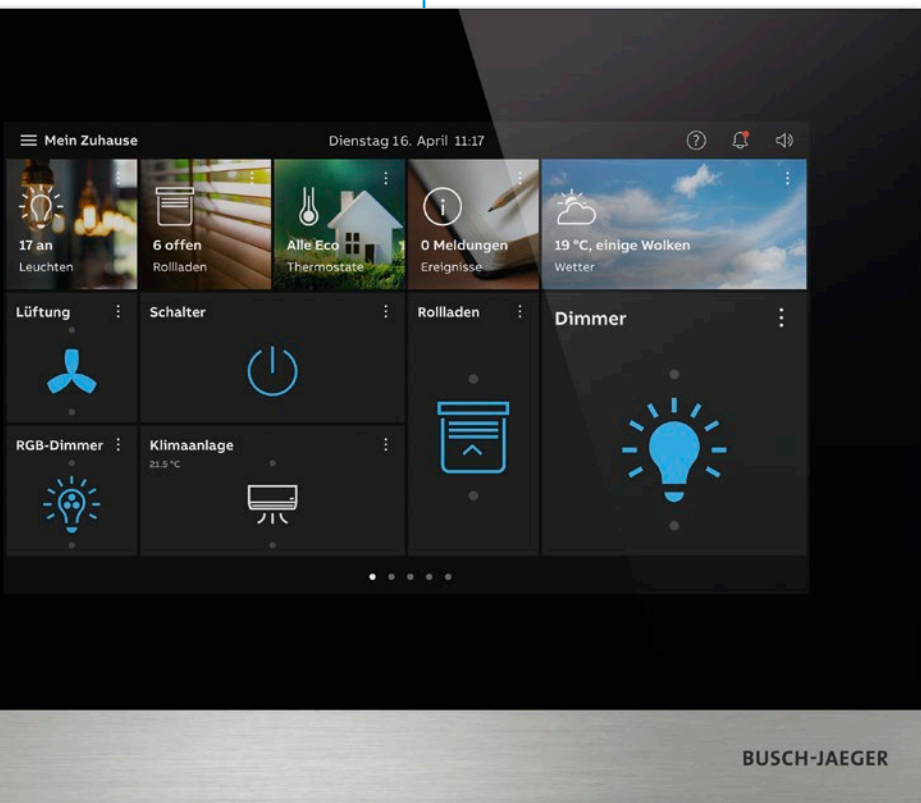 Mein Zuhause
Dienstag 16. April 11:17
17 an
Leuchten
6 offen
Rollladen
Alle Eco
Thermostate
0 Meldungen
Ereignisse
19 °C, einige Wolken
Wetter
Lüftung
Schalter
Rollladen
Dimmer
RGB-Dimmer
Klimaanlage
21.5 °C
BUSCH-JAEGER